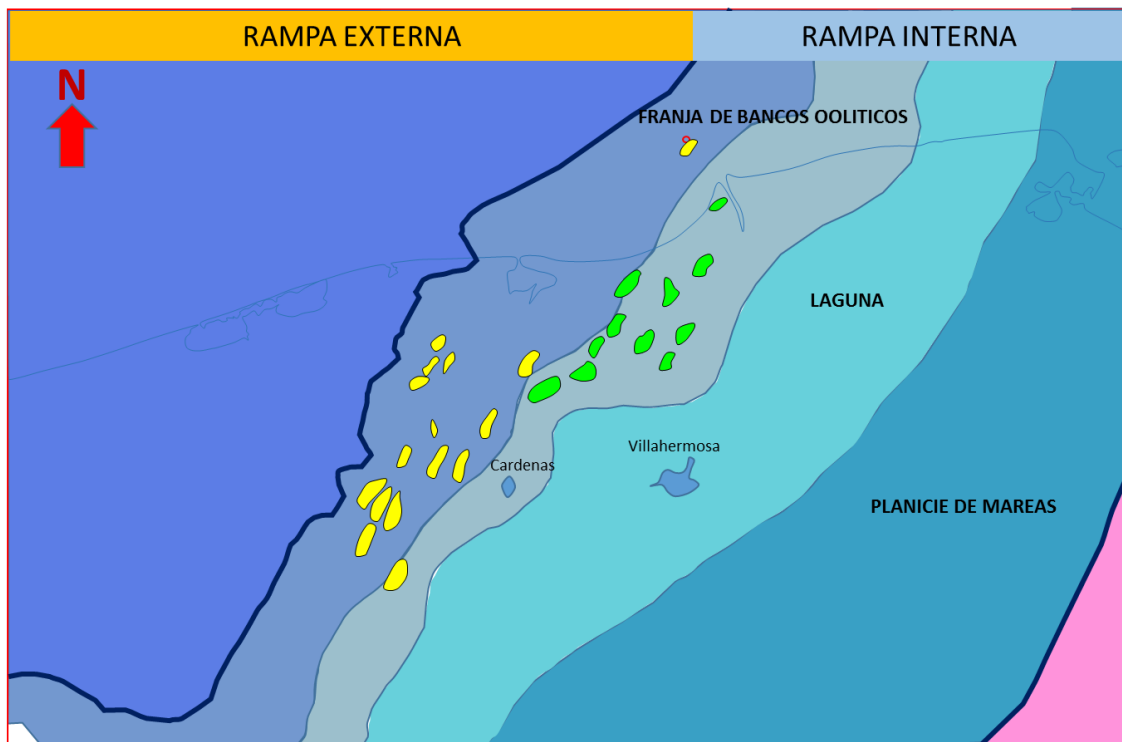 RAMPA EXTERNA
RAMPA INTERNA
N
FRANJA DE BANCOS OOLITICOS
LAGUNA
Villahermosa
Cardenas
PLANICIE DE MAREAS